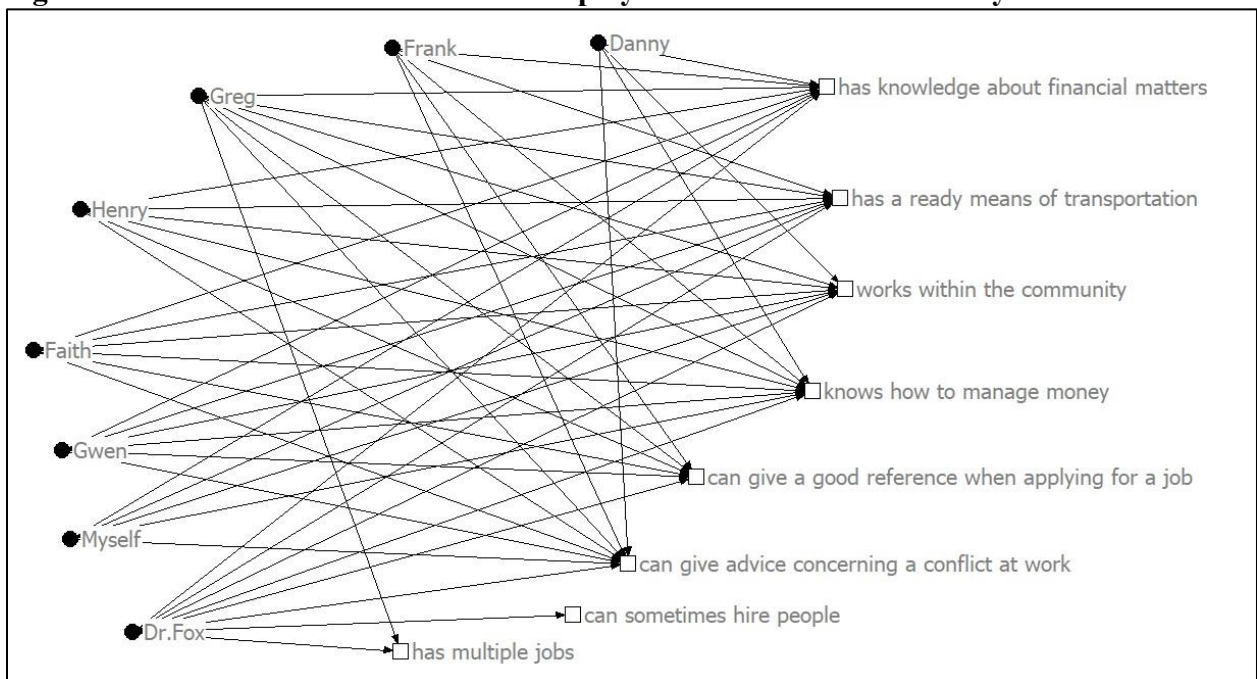 Frank
Danny
has knowledge about financial matters
Greg
has a ready means of transportation
Henry
works within the community
Faith
knows how to manage money
Gwen
can give a good reference when applying for a job
Myself
can give advice concerning a conflict at work
can sometimes hire people
Dr.Fox
has multiple jobs